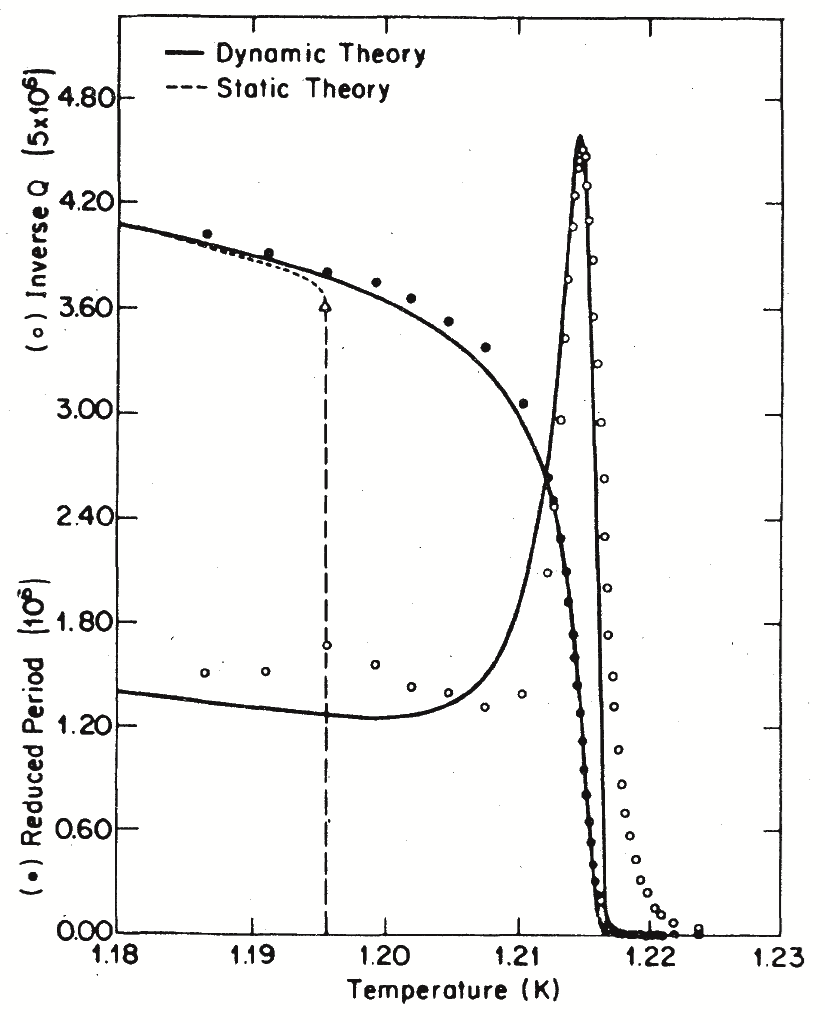 Dynamic Theory
Static Theory
(o) Inverse Q (5x10⁶)
(•) Reduced Period (10⁶)
4.80
4.20
3.60
3.00
2.40
1.80
1.20
0.60
0.00
1.18 1.19 1.20 1.21 1.22 1.23
Temperature (K)